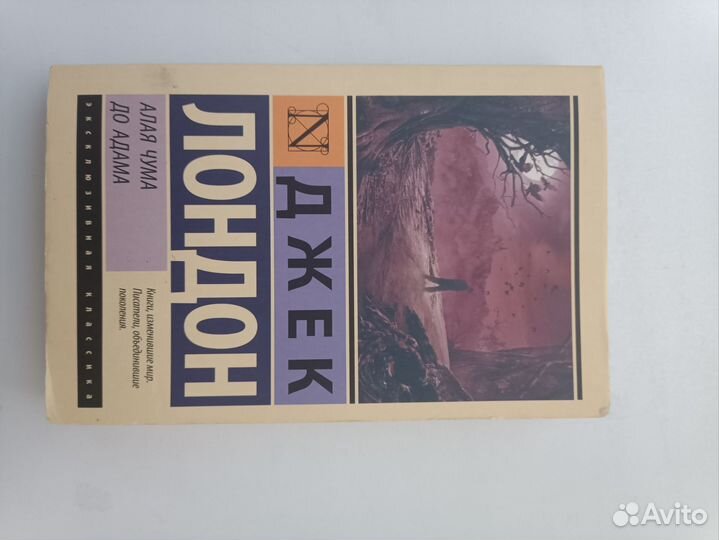 N
ДЖЕК
ЛОНДОН
АЛАЯ ЧУМА
ДО АДАМА
Книги, изменившие мир.
Писатели, объединившие
поколения.
ЭКСКЛЮЗИВНАЯ КЛАССИКА
Avito